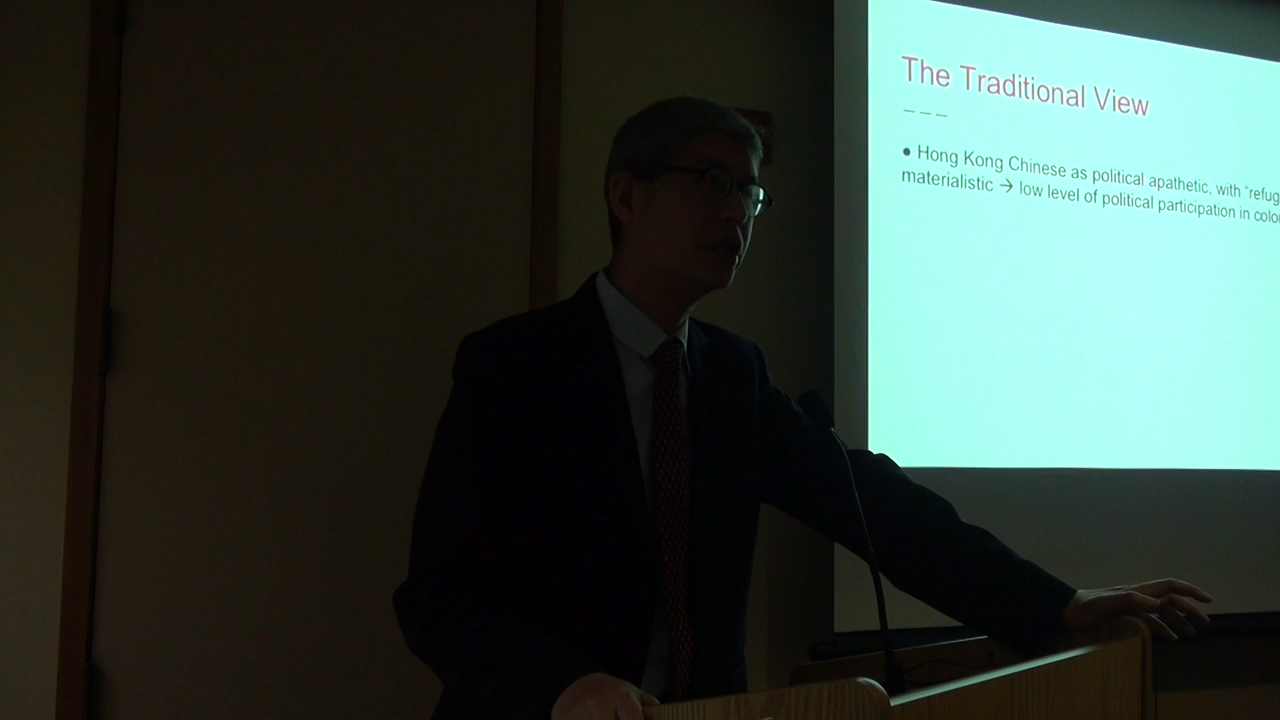 The Traditional View
● Hong Kong Chinese as political apathetic, with "refug
materialistic → low level of political participation in colo